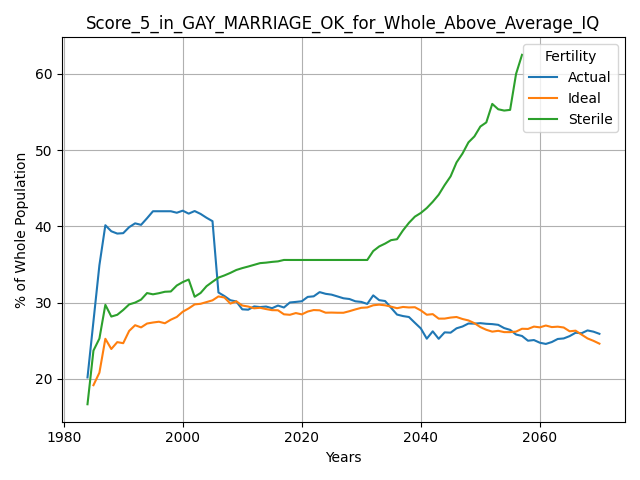 Score_5_in_GAY_MARRIAGE_OK_for_Whole_Above_Average_IQ
Fertility
Actual
Ideal
Sterile
% of Whole Population
60
50
40
30
20
1980
2000
2020
2040
2060
Years